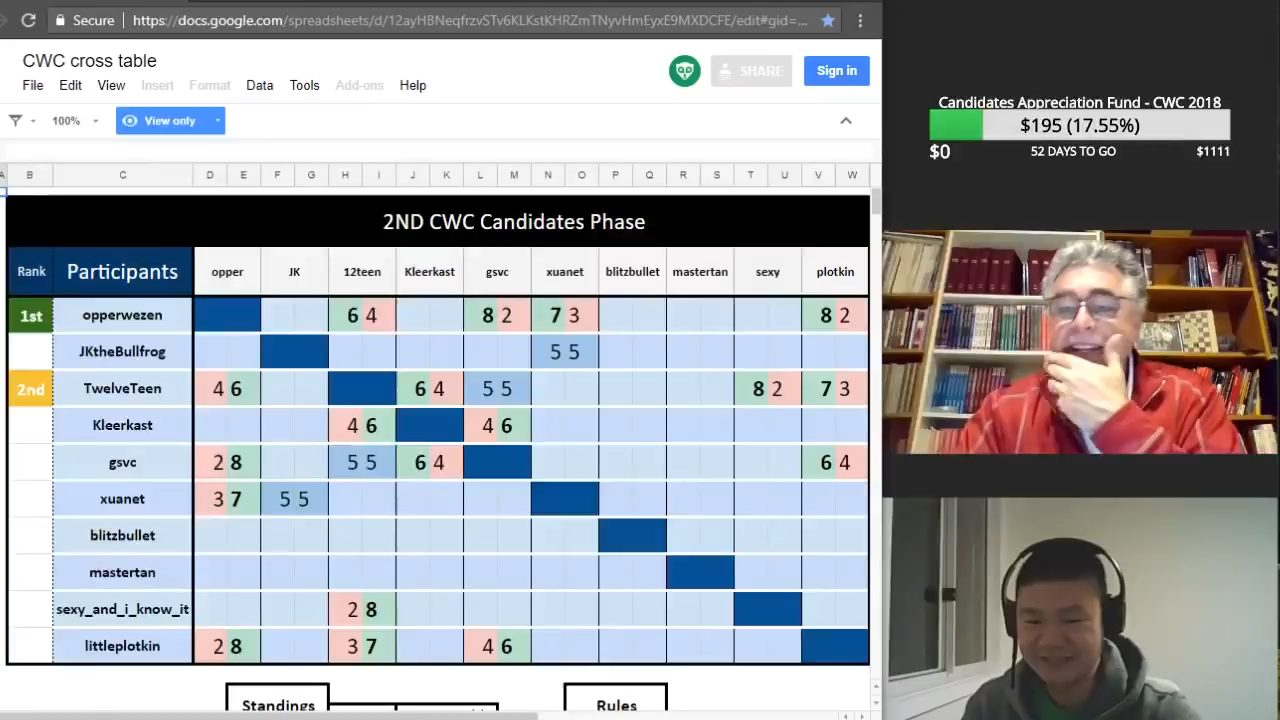 Secure https://docs.google.com/spreadsheets/d/12ayHBNeqfrzvSTv6KLKstKHRZmTNyvHmEyxE9MXDCFE/edit#gid=...
CWC cross table
SHARE
Sign in
File Edit View Insert Format Data Tools Add-ons Help
100% View only
A B C D E F G H I J K L M N O P Q R S T U V W
2ND CWC Candidates Phase
Rank Participants opper JK 12teen Kleerkast gsvc xuanet blitzbullet mastertan sexy plotkin
1st opperwezen 6 4 8 2 7 3 8 2
JKtheBullfrog 5 5
2nd TwelveTeen 4 6 6 4 5 5 8 2 7 3
Kleerkast 4 6 4 6
gsvc 2 8 5 5 6 4 6 4
xuanet 3 7 5 5
blitzbullet
mastertan
sexy_and_i_know_it 2 8
littleplotkin 2 8 3 7 4 6
Standings Rules
Candidates Appreciation Fund - CWC 2018
$195 (17.55%)
$0 52 DAYS TO GO $1111